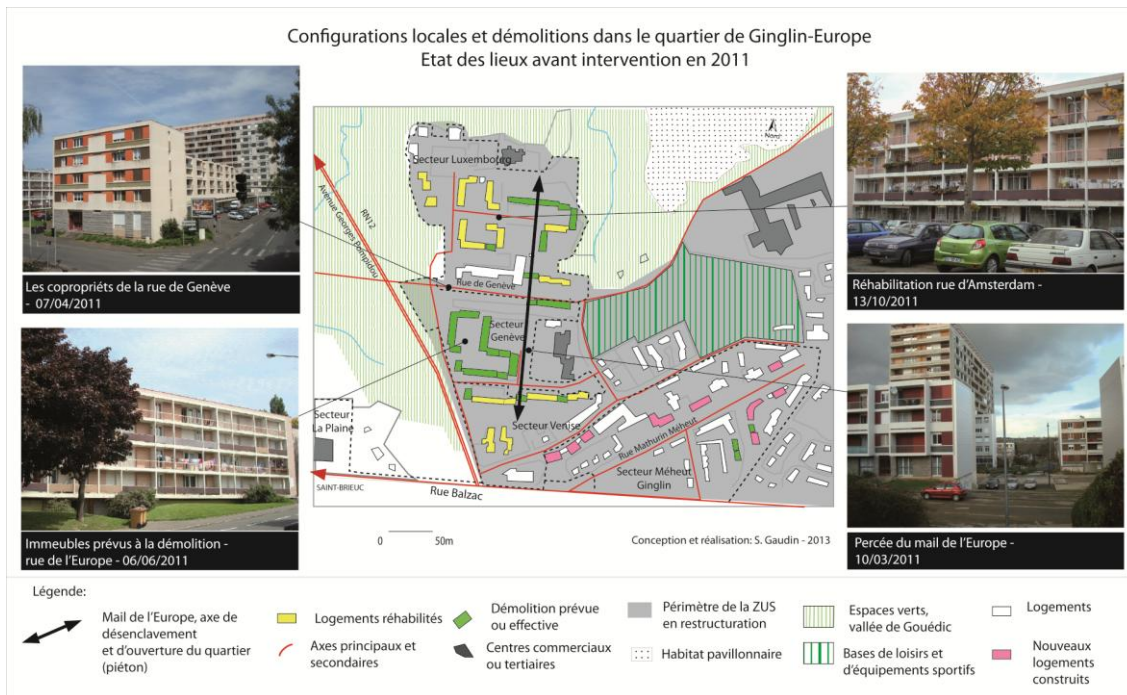 Configurations locales et démolitions dans le quartier de Ginglin-Europe
Etat des lieux avant intervention en 2011
Les copropriéts de la rue de Genève
- 07/04/2011
Immeubles prévus à la démolition -
rue de l'Europe - 06/06/2011
Secteur Luxembourg
Nord
RN12
Avenue Georges Pompidou
Rue de Genève
Secteur
Genève
Secteur
La Plaine
Secteur Venise
Rue Mathurin Méheut
Secteur Méheut
Ginglin
SAINT-BRIEUC
Rue Balzac
0 50m
Conception et réalisation: S. Gaudin - 2013
Réhabilitation rue d'Amsterdam -
13/10/2011
Percée du mail de l'Europe -
10/03/2011
Légende:
Mail de l'Europe, axe de
désenclavement
et d'ouverture du quartier
(piéton)
Logements réhabilités
Axes principaux et
secondaires
Démolition prévue
ou effective
Centres commerciaux
ou tertiaires
Périmètre de la ZUS
en restructuration
Habitat pavillonnaire
Espaces verts,
vallée de Gouédic
Bases de loisirs et
d'équipements sportifs
Logements
Nouveaux
logements
construits